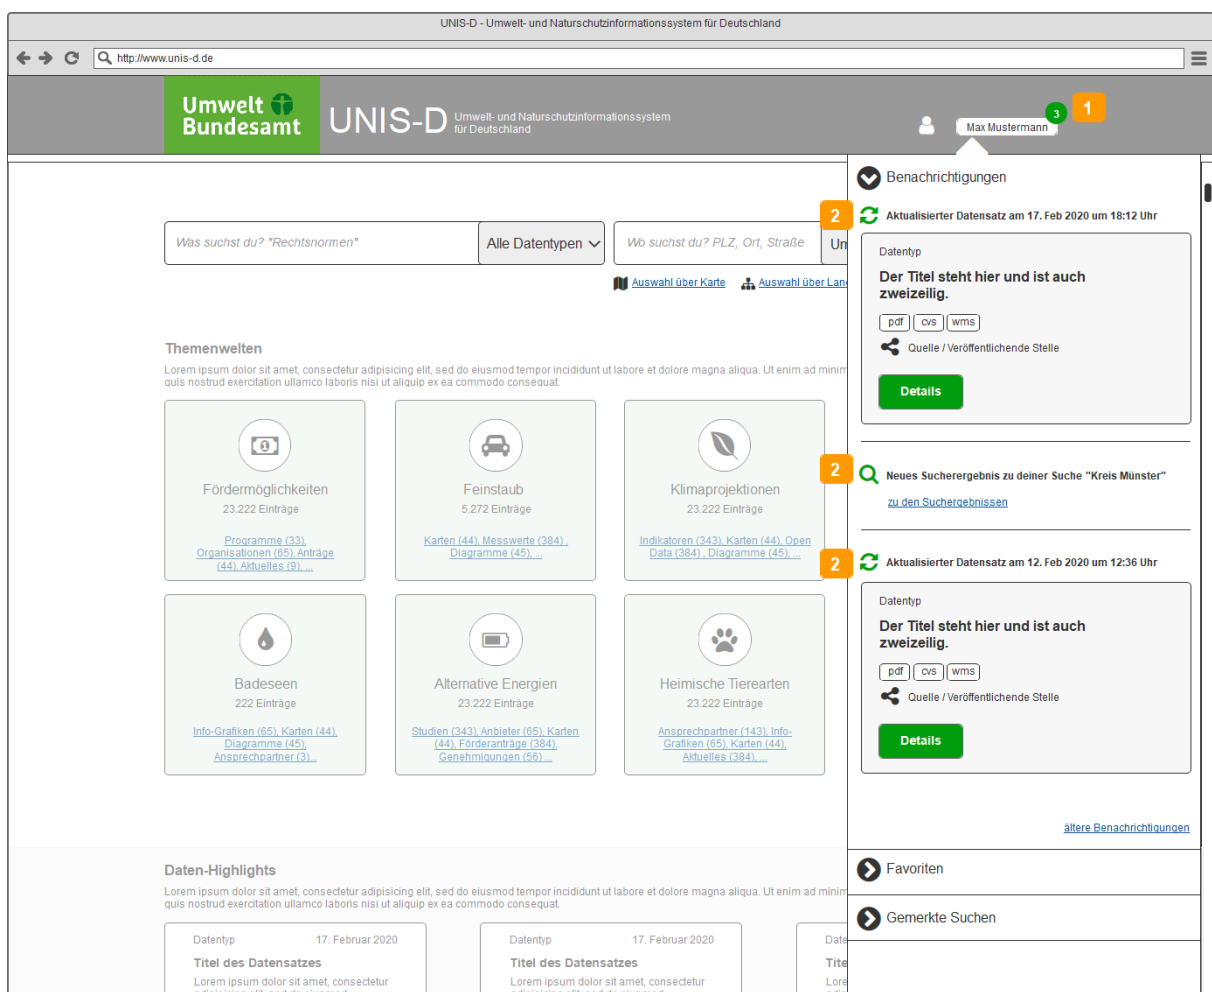 UNIS-D - Umwelt- und Naturschutzinformationssystem für Deutschland
http://www.unis-d.de
Umwelt
Bundesamt
UNIS-D
Umwelt- und Naturschutzinformationssystem
für Deutschland
Max Mustermann
3
1
Was suchst du? "Rechtsnormen"
Alle Datentypen
Wo suchst du? PLZ, Ort, Straße
Um
Auswahl über Karte
Auswahl über Lan
Themenwelten
Lorem ipsum dolor sit amet, consectetur adipisicing elit, sed do eiusmod tempor incididunt ut labore et dolore magna aliqua. Ut enim ad minim
quis nostrud exercitation ullamco laboris nisi ut aliquip ex ea commodo consequat.
Fördermöglichkeiten
23.222 Einträge
Programme (33),
Organisationen (65), Anträge
(44), Aktuelles (9), ...
Feinstaub
5.272 Einträge
Karten (44), Messwerte (384) ,
Diagramme (45), ...
Klimaprojektionen
23.222 Einträge
Indikatoren (343), Karten (44), Open
Data (384) , Diagramme (45), ...
Badeseen
222 Einträge
Info-Grafiken (65), Karten (44),
Diagramme (45),
Ansprechpartner (3)...
Alternative Energien
23.222 Einträge
Studien (343), Anbieter (65), Karten
(44), Förderanträge (384),
Genehmigungen (56) ...
Heimische Tierearten
23.222 Einträge
Ansprechpartner (143), Info-
Grafiken (65), Karten (44),
Aktuelles (384), ...
Daten-Highlights
Lorem ipsum dolor sit amet, consectetur adipisicing elit, sed do eiusmod tempor incididunt ut labore et dolore magna aliqua. Ut enim ad minim
quis nostrud exercitation ullamco laboris nisi ut aliquip ex ea commodo consequat.
Datentyp
17. Februar 2020
Titel des Datensatzes
Lorem ipsum dolor sit amet, consectetur
Datentyp
17. Februar 2020
Titel des Datensatzes
Lorem ipsum dolor sit amet, consectetur
Date
Tite
Lore
Benachrichtigungen
2
Aktualisierter Datensatz am 17. Feb 2020 um 18:12 Uhr
Datentyp
Der Titel steht hier und ist auch
zweizeilig.
pdf cvs wms
Quelle / Veröffentlichende Stelle
Details
2
Neues Sucherergebnis zu deiner Suche "Kreis Münster"
zu den Suchergebnissen
2
Aktualisierter Datensatz am 12. Feb 2020 um 12:36 Uhr
Datentyp
Der Titel steht hier und ist auch
zweizeilig.
pdf cvs wms
Quelle / Veröffentlichende Stelle
Details
ältere Benachrichtigungen
Favoriten
Gemerkte Suchen